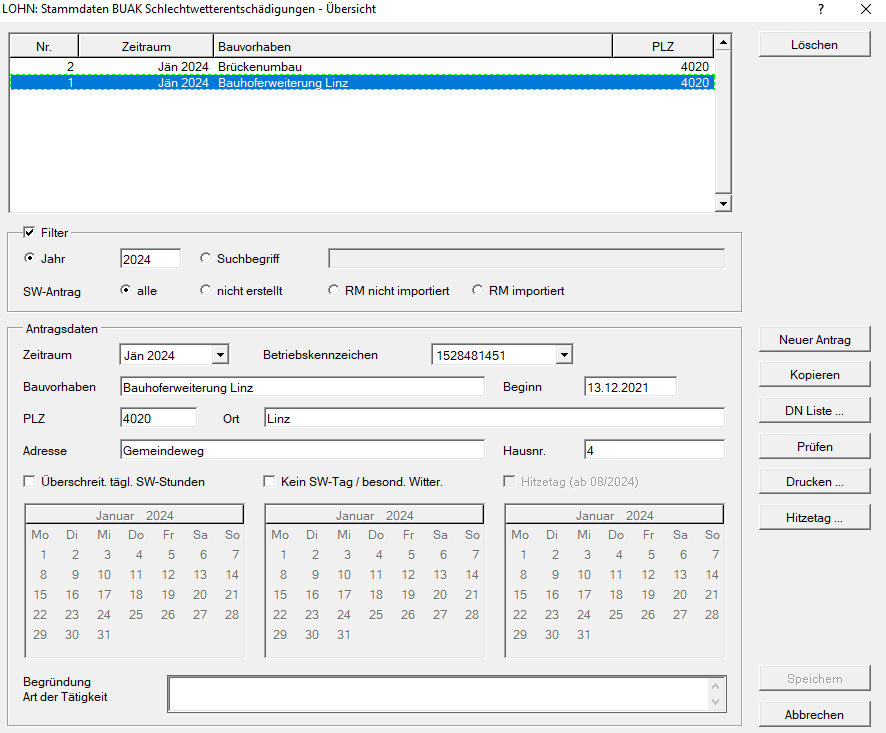 LOHN: Stammdaten BUAK Schlechtwetterentschädigungen - Übersicht ?
Nr. Zeitraum Bauvorhaben PLZ
2 Jän 2024 Brückenumbau 4020
1 Jän 2024 Bauhoferweiterung Linz 4020
Löschen
Filter
Jahr 2024 Suchbegriff
SW-Antrag alle nicht erstellt RM nicht importiert RM importiert
Antragsdaten
Zeitraum Jän 2024 Betriebskennzeichen 1528481451
Bauvorhaben Bauhoferweiterung Linz Beginn 13.12.2021
PLZ 4020 Ort Linz
Adresse Gemeindeweg Hausnr. 4
Überschreit. tägl. SW-Stunden Kein SW-Tag / besond. Witter. Hitzetag (ab 08/2024)
Januar 2024 Januar 2024 Januar 2024
Mo Di Mi Do Fr Sa So Mo Di Mi Do Fr Sa So Mo Di Mi Do Fr Sa So
1 2 3 4 5 6 7 1 2 3 4 5 6 7 1 2 3 4 5 6 7
8 9 10 11 12 13 14 8 9 10 11 12 13 14 8 9 10 11 12 13 14
15 16 17 18 19 20 21 15 16 17 18 19 20 21 15 16 17 18 19 20 21
22 23 24 25 26 27 28 22 23 24 25 26 27 28 22 23 24 25 26 27 28
29 30 31 29 30 31 29 30 31
Begründung
Art der Tätigkeit
Neuer Antrag
Kopieren
DN Liste ...
Prüfen
Drucken ...
Hitzetag ...
Speichern
Abbrechen